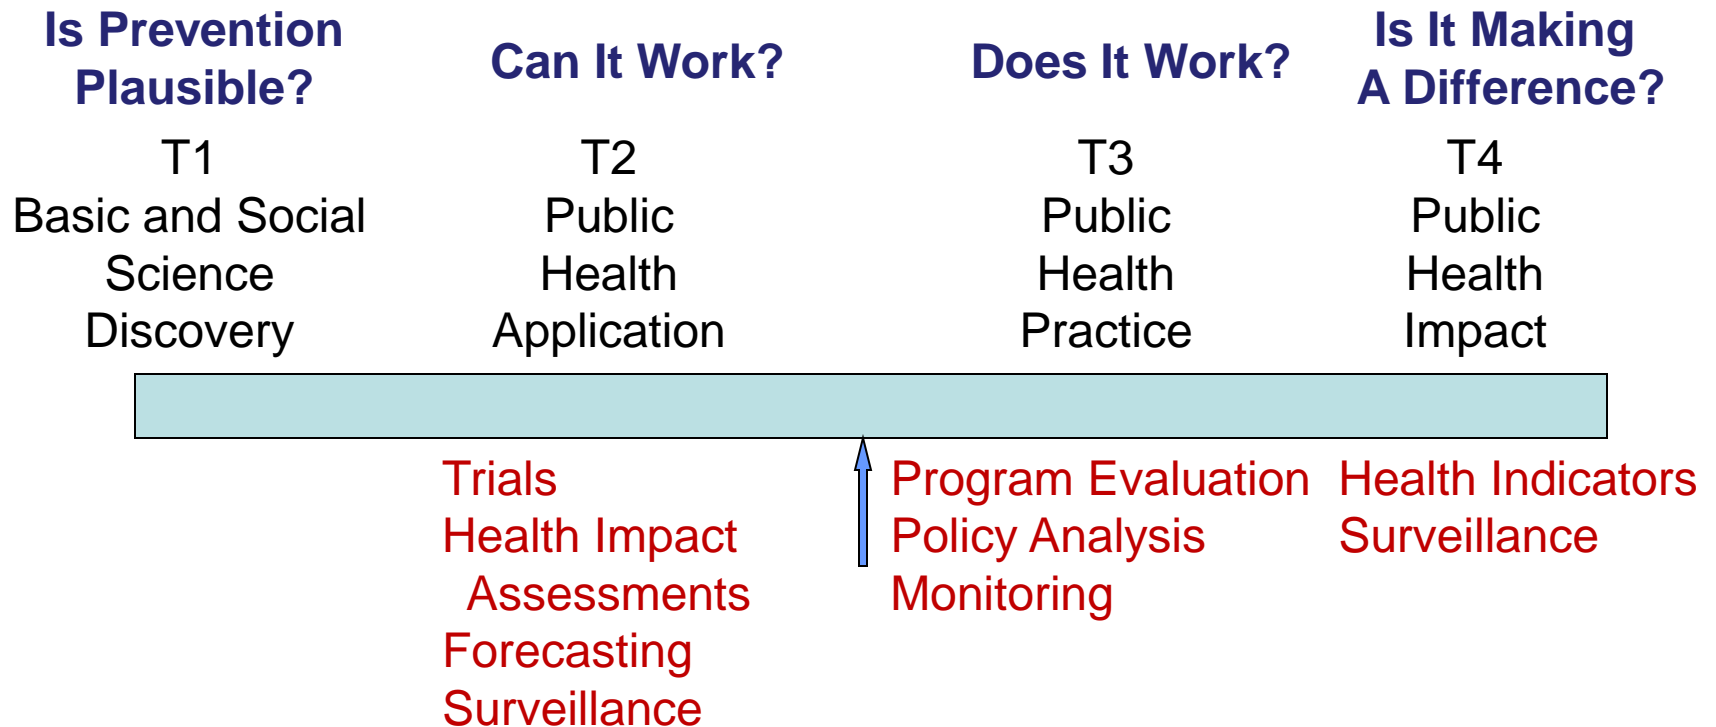 Is Prevention
Plausible?
Can It Work?
Does It Work?
Is It Making
A Difference?
T1
Basic and Social
Science
Discovery
T2
Public
Health
Application
T3
Public
Health
Practice
T4
Public
Health
Impact
Trials
Health Impact
Assessments
Forecasting
Surveillance
Program Evaluation
Policy Analysis
Monitoring
Health Indicators
Surveillance